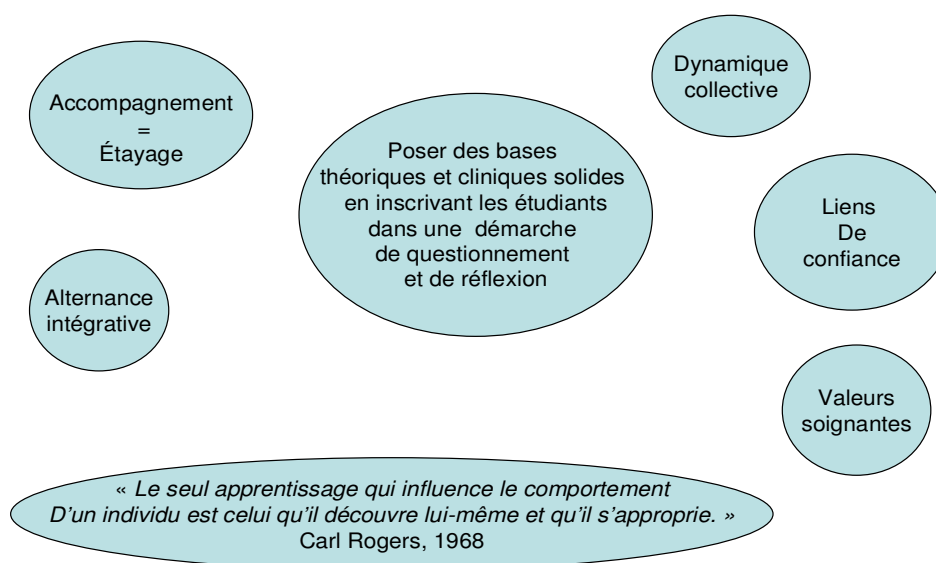 Accompagnement
=
Étayage
Dynamique
collective
Poser des bases
théoriques et cliniques solides
en inscrivant les étudiants
dans une démarche
de questionnement
et de réflexion
Liens
De
confiance
Alternance
intégrative
Valeurs
soignantes
« Le seul apprentissage qui influence le comportement
D'un individu est celui qu'il découvre lui-même et qu'il s'approprie. »
Carl Rogers, 1968